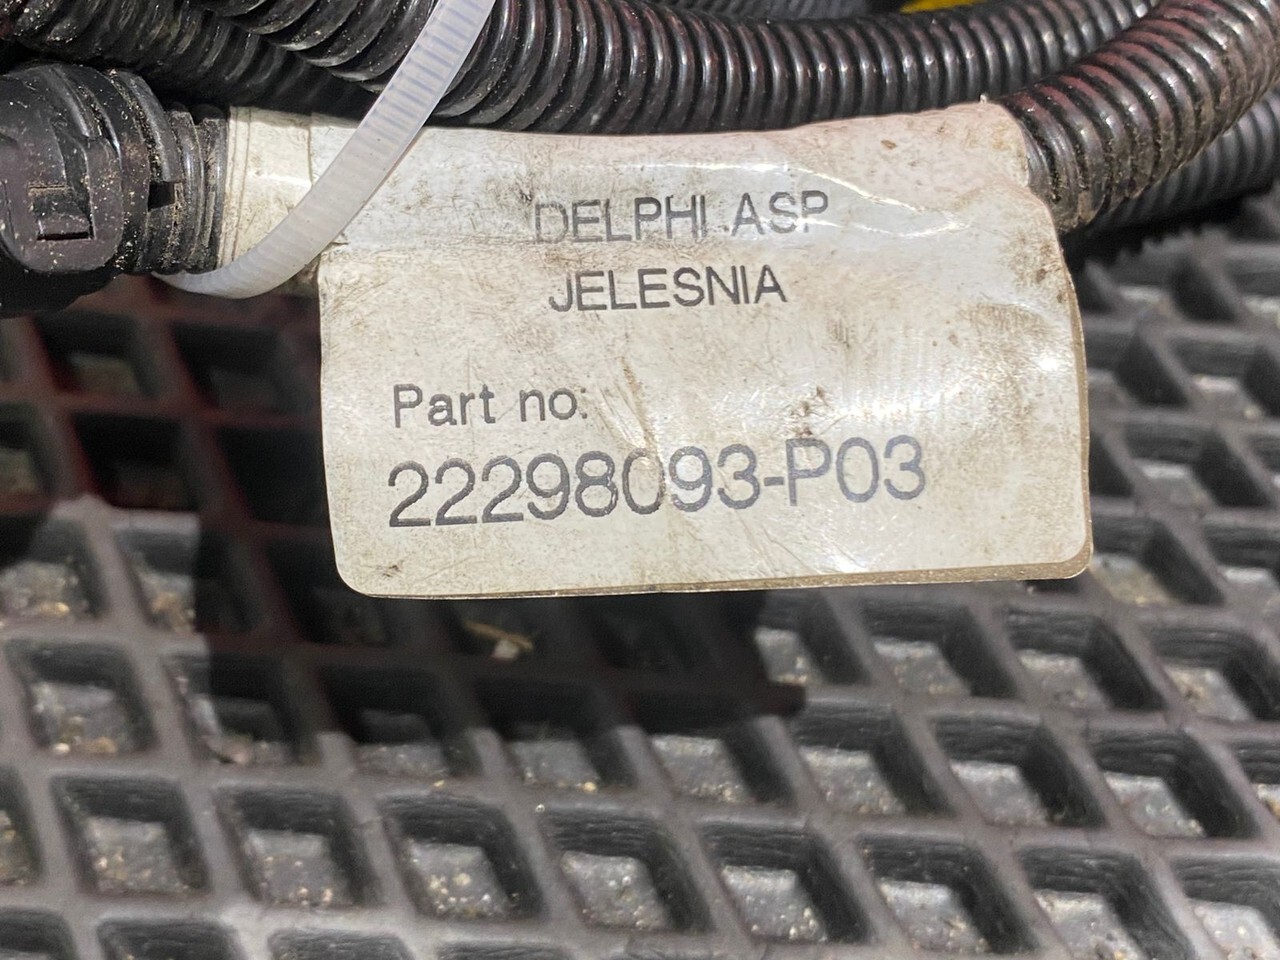 DELPHI ASP
JELESNIA
Part no:
22298093-P03